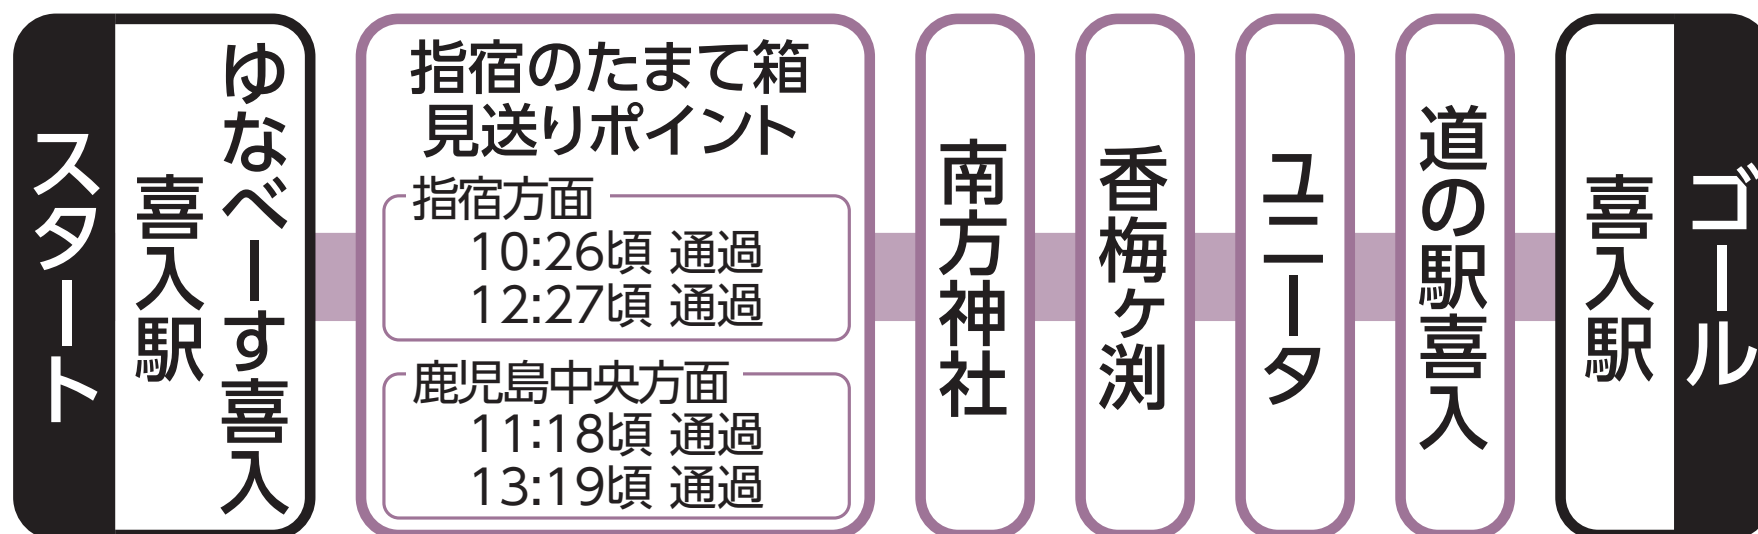 スタート
ゆなべーす喜入
喜入駅
指宿のたまて箱
見送りポイント
指宿方面
10:26頃 通過
12:27頃 通過
鹿児島中央方面
11:18頃 通過
13:19頃 通過
南方神社
香梅ヶ渕
ユニータ
道の駅喜入
喜入駅
ゴール